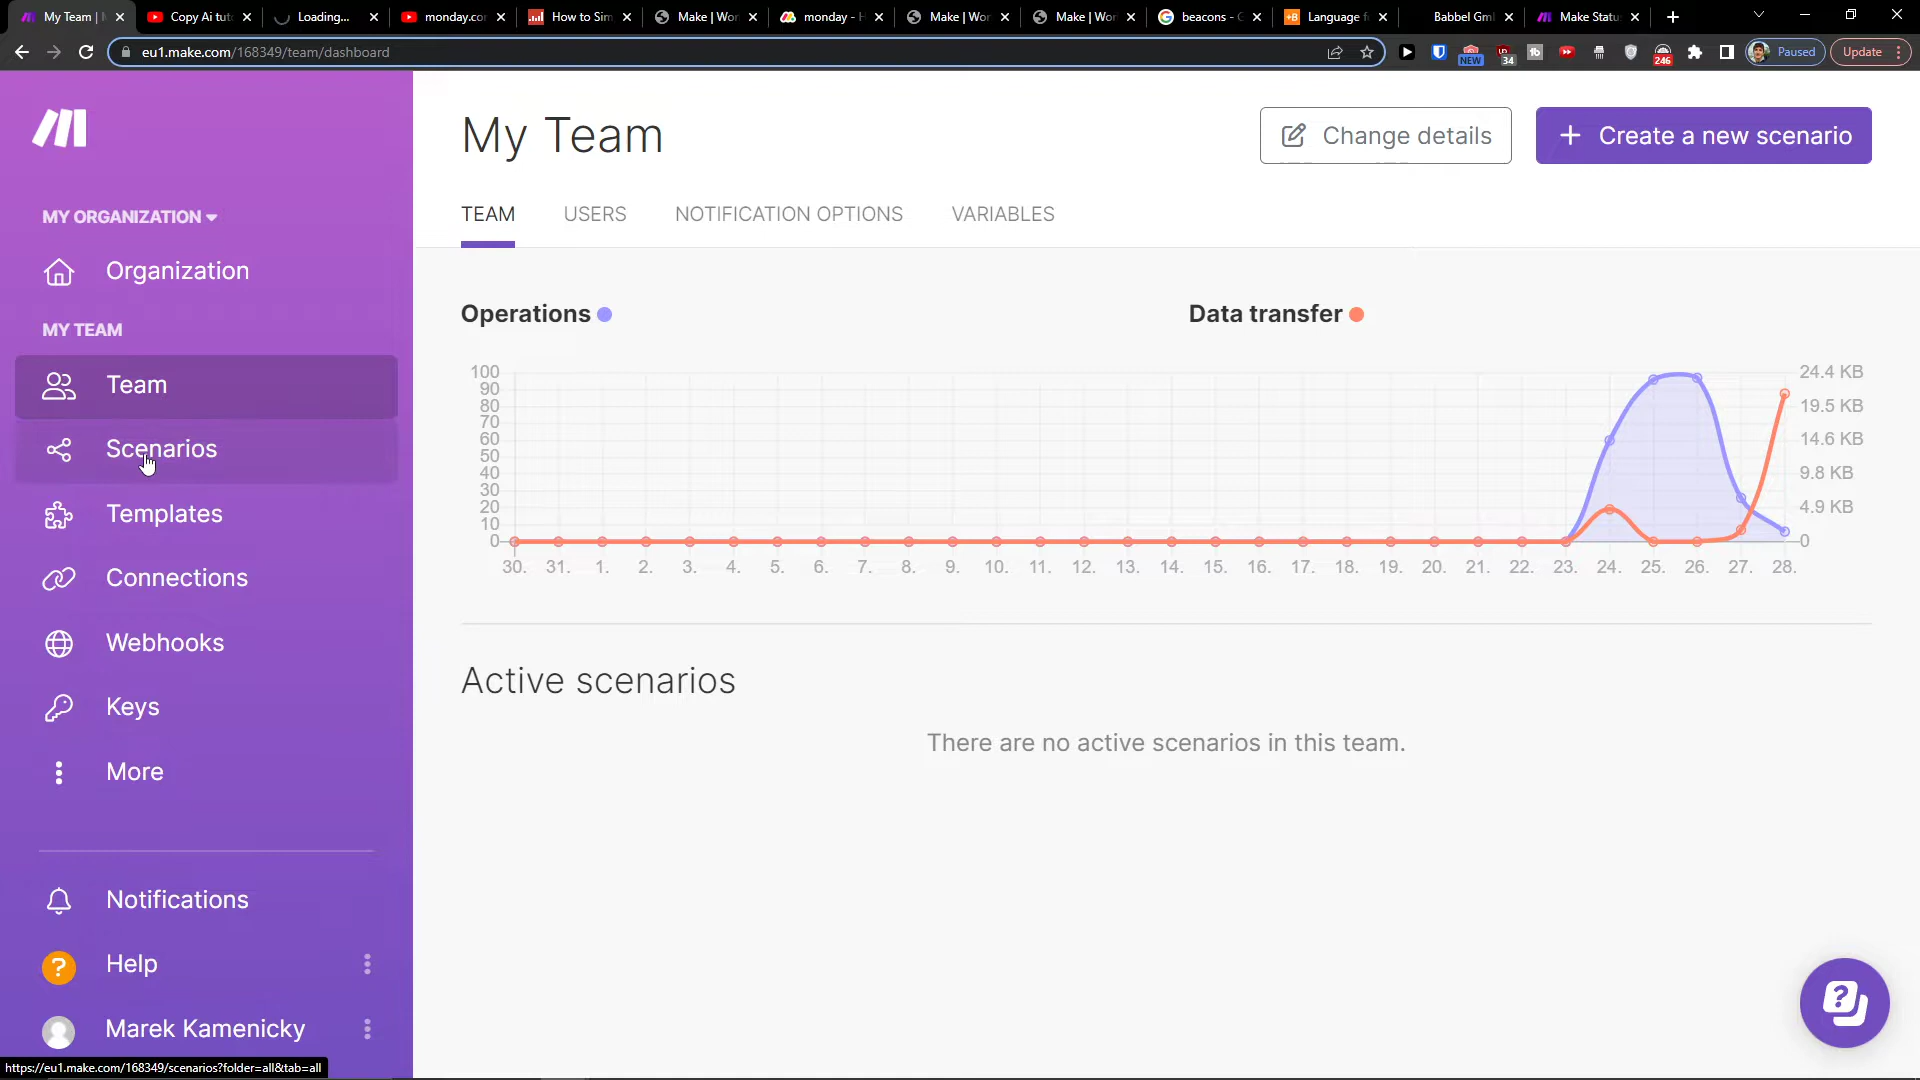 My Team |
Copy Ai tut
Loading...
monday.co
How to Sim
Make | Wor
monday - H
Make | Wor
Make | Wor
beacons - G
Language f
Babbel Gml
Make Statu
eu1.make.com/168349/team/dashboard
NEW
34
246
Paused
Update
My Team
Change details
+ Create a new scenario
MY ORGANIZATION
TEAM
USERS
NOTIFICATION OPTIONS
VARIABLES
Organization
MY TEAM
Team
Scenarios
Templates
Connections
Webhooks
Keys
More
Notifications
Help
Marek Kamenicky
Operations
Data transfer
100
90
80
70
60
50
40
30
20
10
0
24.4 KB
19.5 KB
14.6 KB
9.8 KB
4.9 KB
0
30. 31. 1. 2. 3. 4. 5. 6. 7. 8. 9. 10. 11. 12. 13. 14. 15. 16. 17. 18. 19. 20. 21. 22. 23. 24. 25. 26. 27. 28.
Active scenarios
There are no active scenarios in this team.
https://eu1.make.com/168349/scenarios?folder=all&tab=all